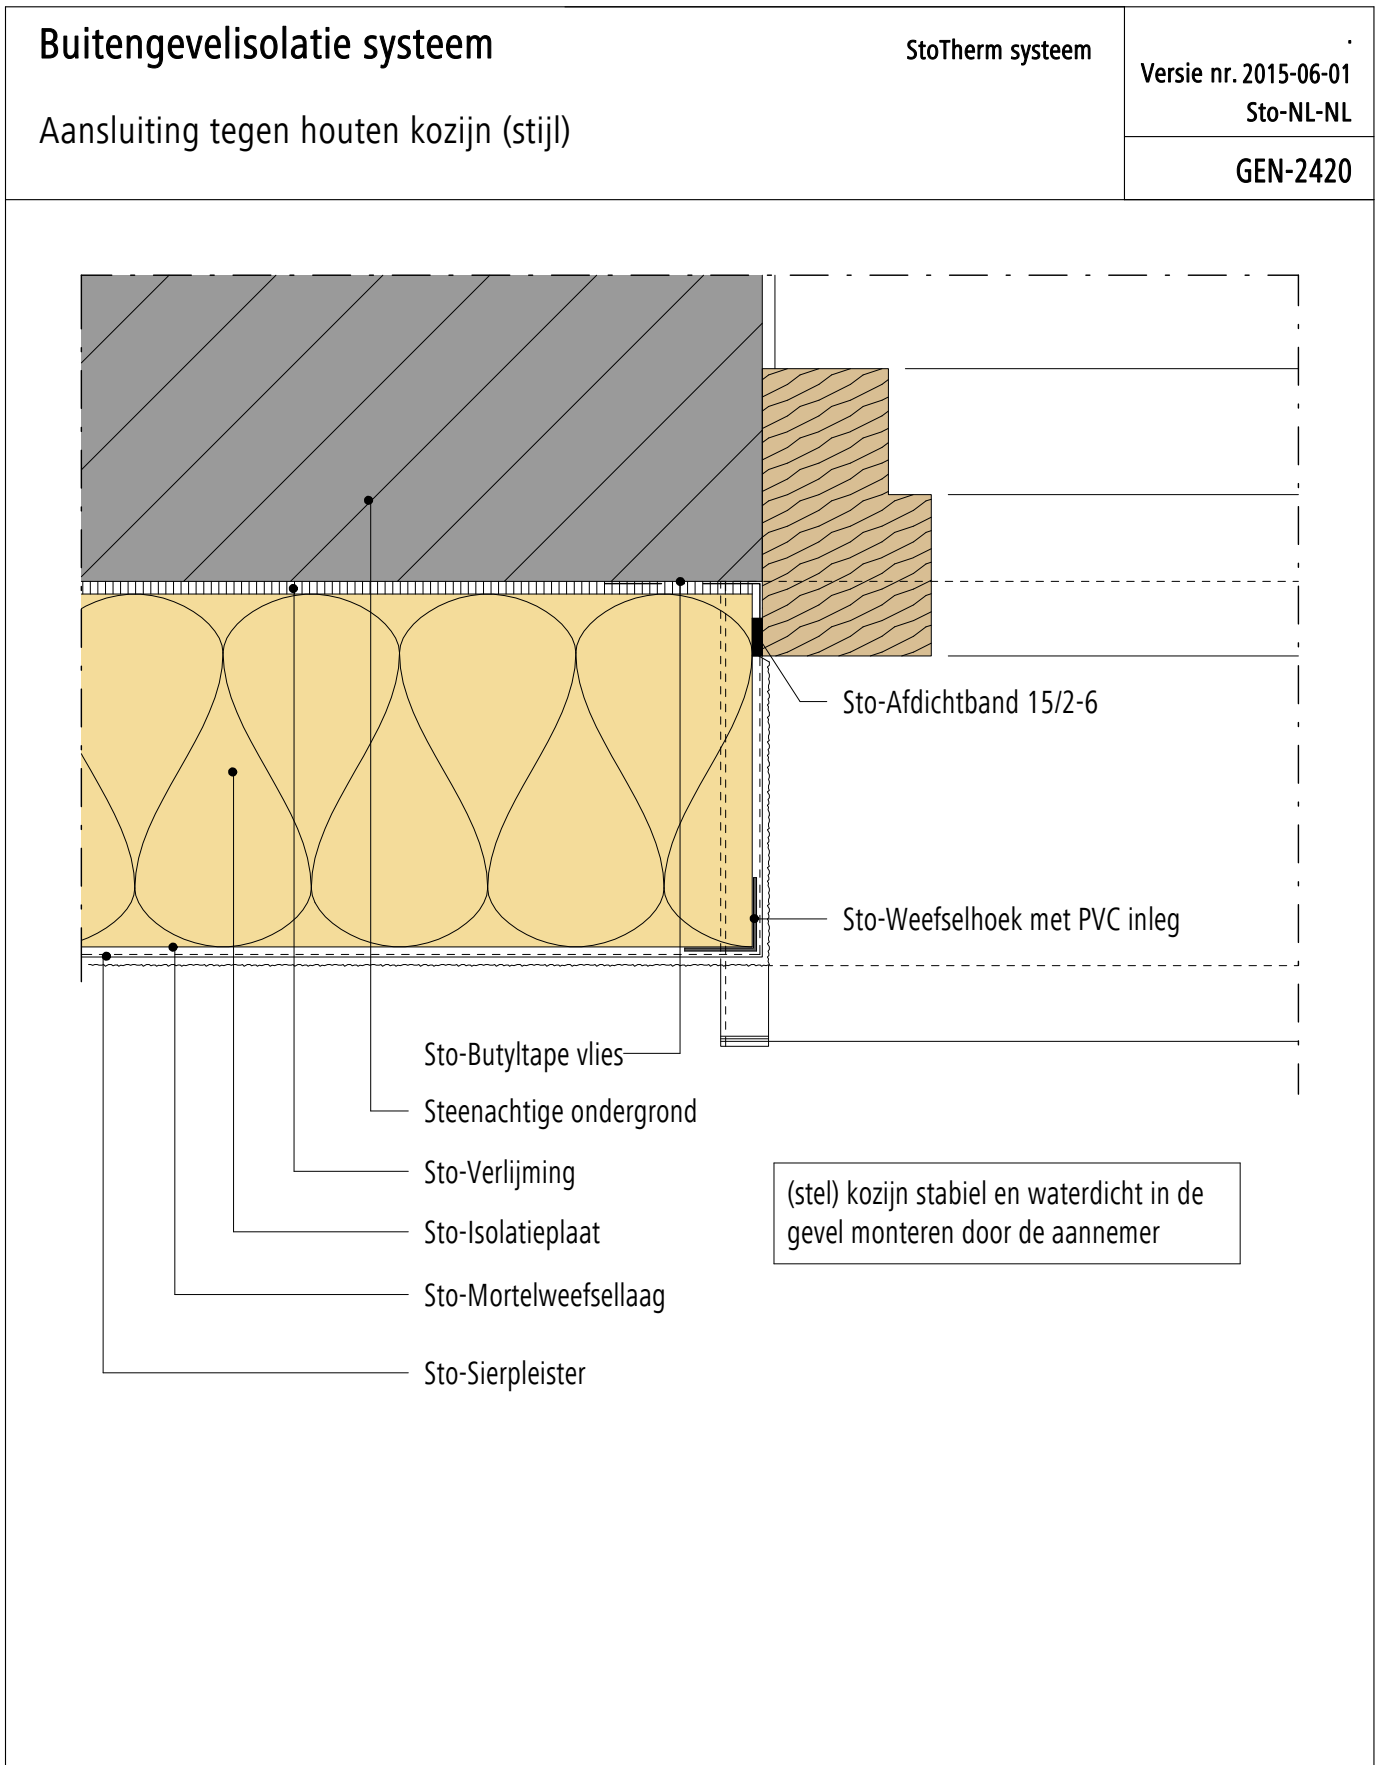 Buitengevelisolatie systeem
StoTherm systeem
.
Versie nr. 2015-06-01
Sto-NL-NL
Aansluiting tegen houten kozijn (stijl)
GEN-2420
Sto-Afdichtband 15/2-6
Sto-Weefselhoek met PVC inleg
Sto-Butyltape vlies
Steenachtige ondergrond
Sto-Verlijming
Sto-Isolatieplaat
Sto-Mortelweefsellaag
Sto-Sierpleister
(stel) kozijn stabiel en waterdicht in de
gevel monteren door de aannemer